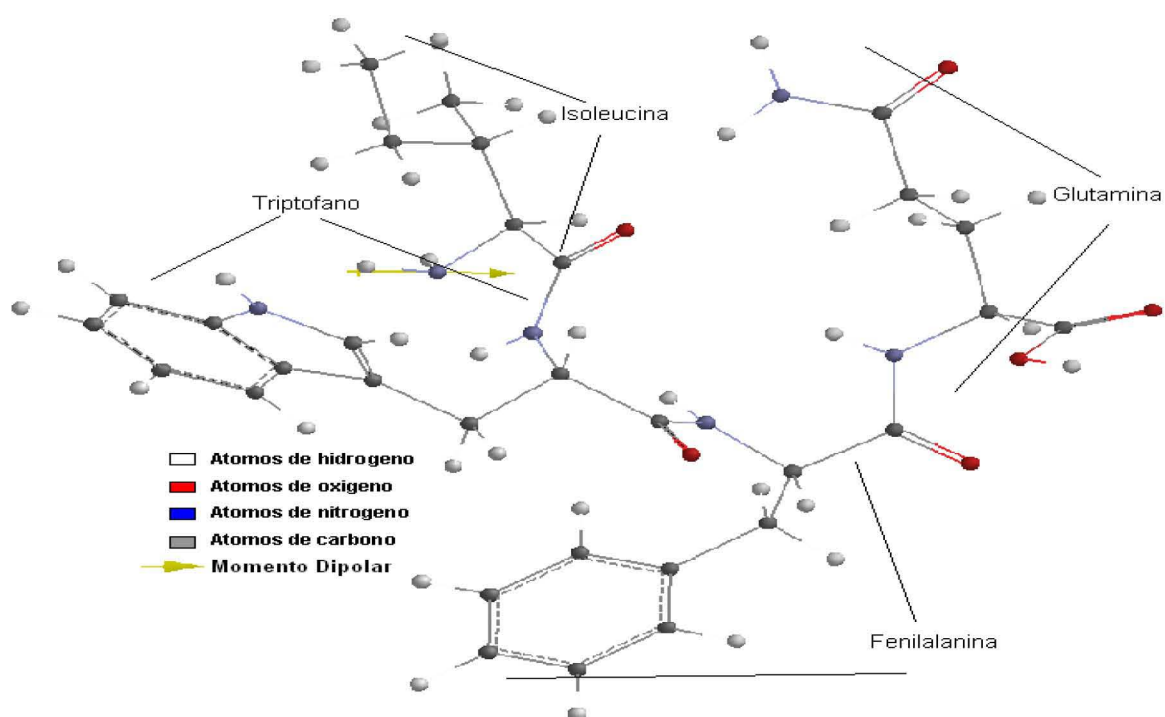 Isoleucina
Glutamina
Triptofano
Atomos de hidrogeno
Atomos de oxigeno
Atomos de nitrogeno
Atomos de carbono
Momento Dipolar
Fenilalanina